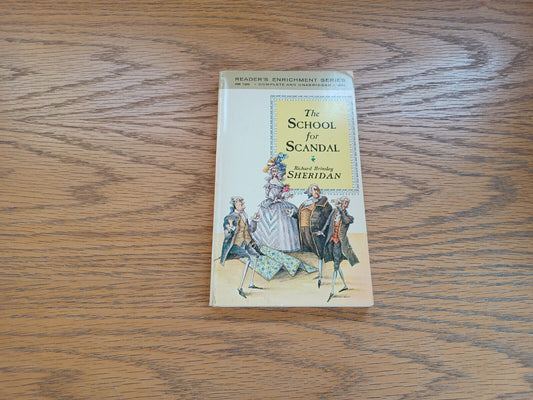 READER'S ENRICHMENT SERIES
COMPLETE AND UNABRIDGED
The
SCHOOL
for
SCANDAL
Richard Brinsley
SHERIDAN